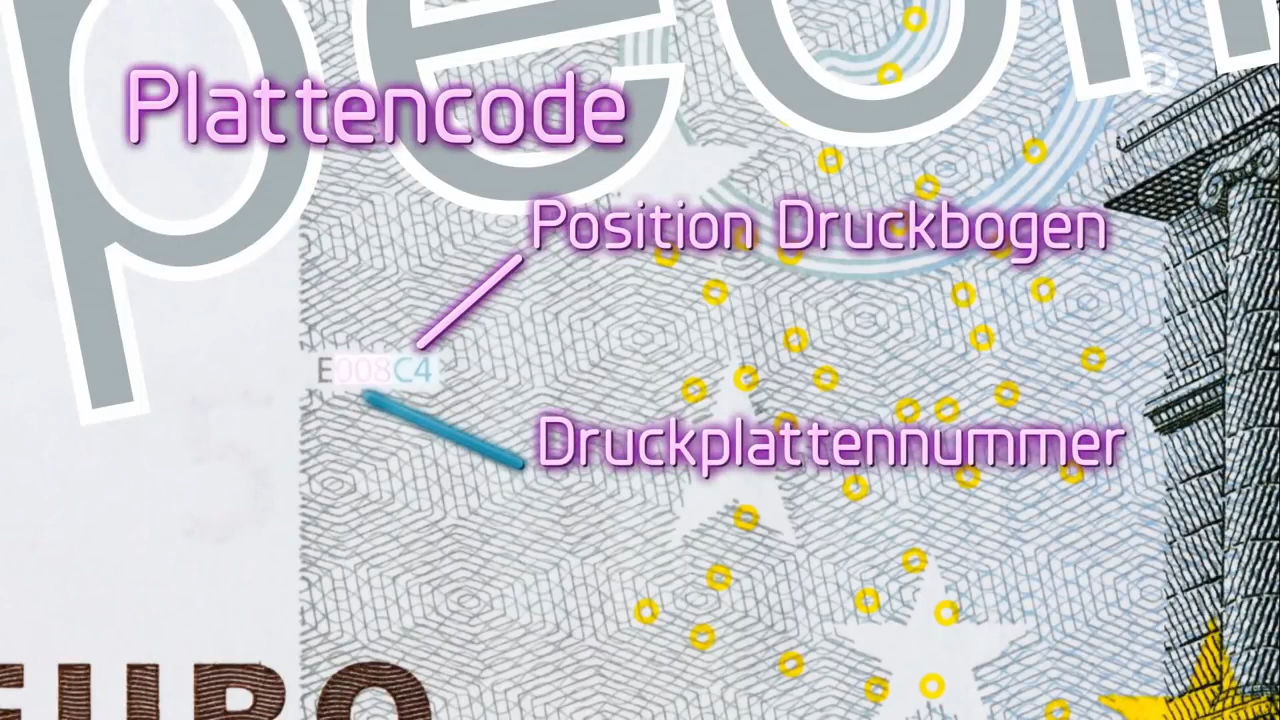 Plattencode
Position Druckbogen
E008C4
Druckplattennummer
EURO